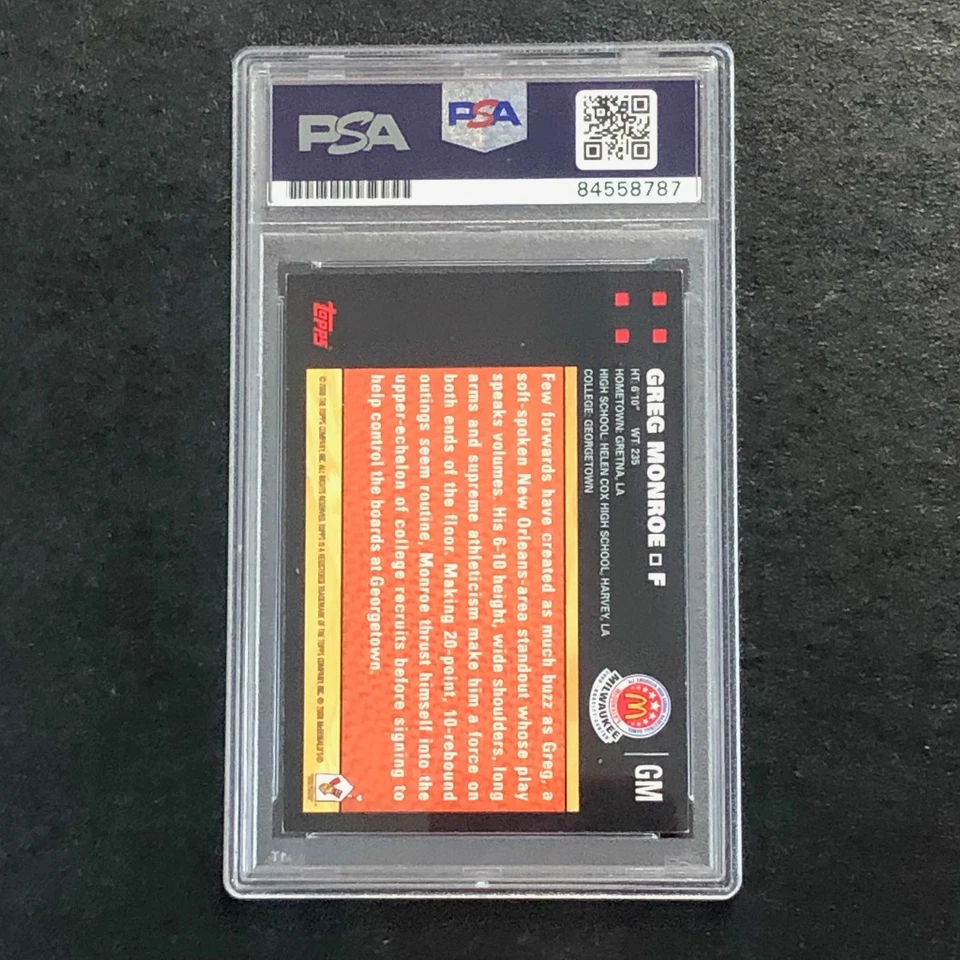 PSA
PSA
84558787
GREG MONROE □ F
HT: 6'10" WT: 235
HOMETOWN: GRETNA, LA
HIGH SCHOOL: HELEN COX HIGH SCHOOL, HARVEY, LA
COLLEGE: GEORGETOWN
MILWAUKEE
GM
Few forwards have created as much buzz as Greg, a
soft-spoken New Orleans-area standout whose play
speaks volumes. His 6-10 height, wide shoulders, long
arms and supreme athleticism make him a force on
both ends of the floor. Making 20-point, 10-rebound
outings seem routine, Monroe thrust himself into the
upper-echelon of college recruits before signing to
help control the boards at Georgetown.
topps